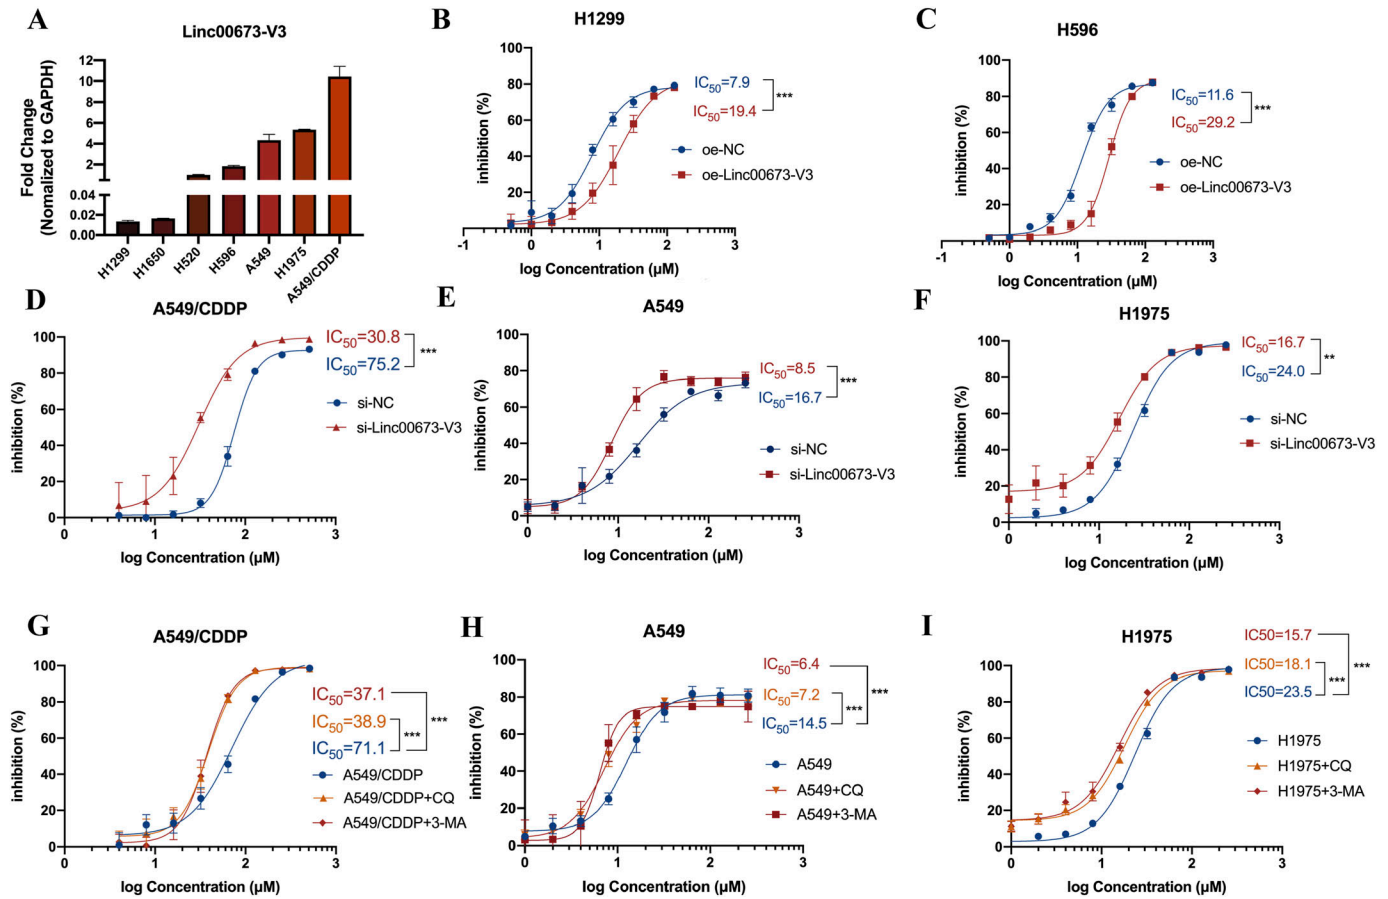 A
Linc00673-V3
Fold Change
(Nomalized to GAPDH)
12
10
8
6
4
2
0.04
0.02
0.00
H1299
H1650
H520
H596
A549
H1975
A549/CDDP
B
H1299
inhibition (%)
100
80
60
40
20
-1
0
1
2
3
log Concentration (μM)
IC50=7.9
IC50=19.4
***
oe-NC
oe-Linc00673-V3
C
H596
inhibition (%)
100
80
60
40
20
-1
0
1
2
3
log Concentration (μM)
IC50=11.6
IC50=29.2
***
oe-NC
oe-Linc00673-V3
D
A549/CDDP
inhibition (%)
100
80
60
40
20
0
0
1
2
3
log Concentration (μM)
IC50=30.8
IC50=75.2
***
si-NC
si-Linc00673-V3
E
A549
inhibition (%)
100
80
60
40
20
0
0
1
2
3
log Concentration (μM)
IC50=8.5
IC50=16.7
***
si-NC
si-Linc00673-V3
F
H1975
inhibition (%)
100
80
60
40
20
0
0
1
2
3
log Concentration (μM)
IC50=16.7
IC50=24.0
**
si-NC
si-Linc00673-V3
G
A549/CDDP
inhibition (%)
100
80
60
40
20
0
0
1
2
3
log Concentration (μM)
IC50=37.1
IC50=38.9
IC50=71.1
***
***
A549/CDDP
A549/CDDP+CQ
A549/CDDP+3-MA
H
A549
inhibition (%)
100
80
60
40
20
0
0
1
2
3
log Concentration (μM)
IC50=6.4
IC50=7.2
IC50=14.5
***
***
A549
A549+CQ
A549+3-MA
I
H1975
inhibition (%)
100
80
60
40
20
0
0
1
2
3
log Concentration (μM)
IC50=15.7
IC50=18.1
IC50=23.5
***
***
H1975
H1975+CQ
H1975+3-MA